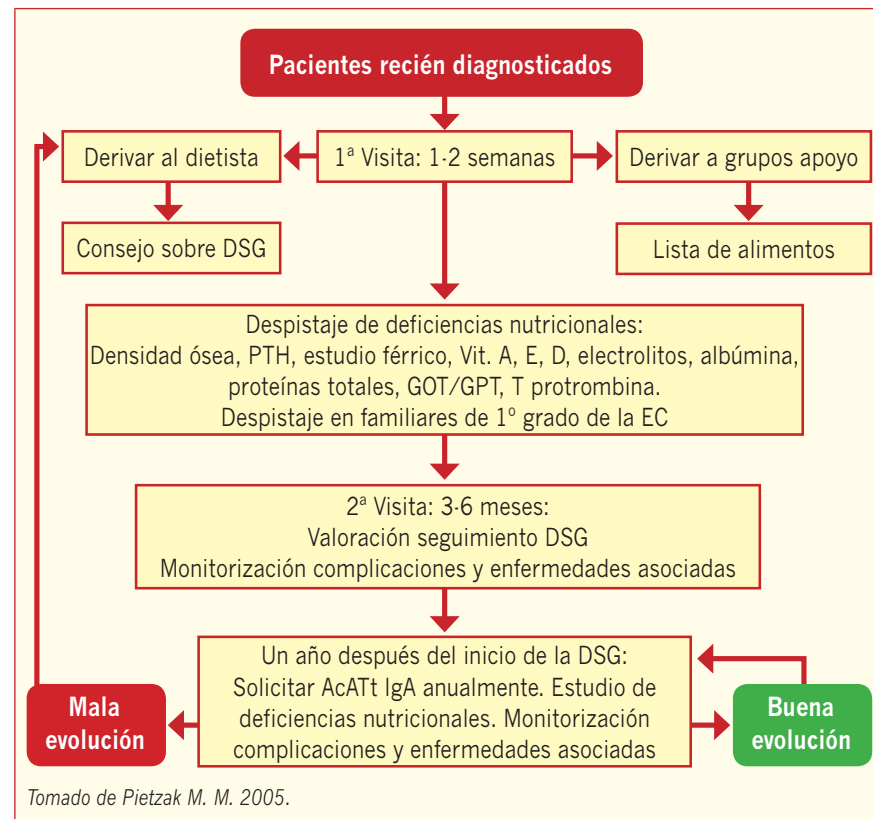 Pacientes recién diagnosticados
Derivar al dietista
1ª Visita: 1-2 semanas
Derivar a grupos apoyo
Consejo sobre DSG
Lista de alimentos
Despistaje de deficiencias nutricionales:
Densidad ósea, PTH, estudio férrico, Vit. A, E, D, electrolitos, albúmina,
proteínas totales, GOT/GPT, T protrombina.
Despistaje en familiares de 1º grado de la EC
2ª Visita: 3-6 meses:
Valoración seguimiento DSG
Monitorización complicaciones y enfermedades asociadas
Un año después del inicio de la DSG:
Solicitar AcATt IgA anualmente. Estudio de
deficiencias nutricionales. Monitorización
complicaciones y enfermedades asociadas
Mala
evolución
Buena
evolución
Tomado de Pietzak M. M. 2005.